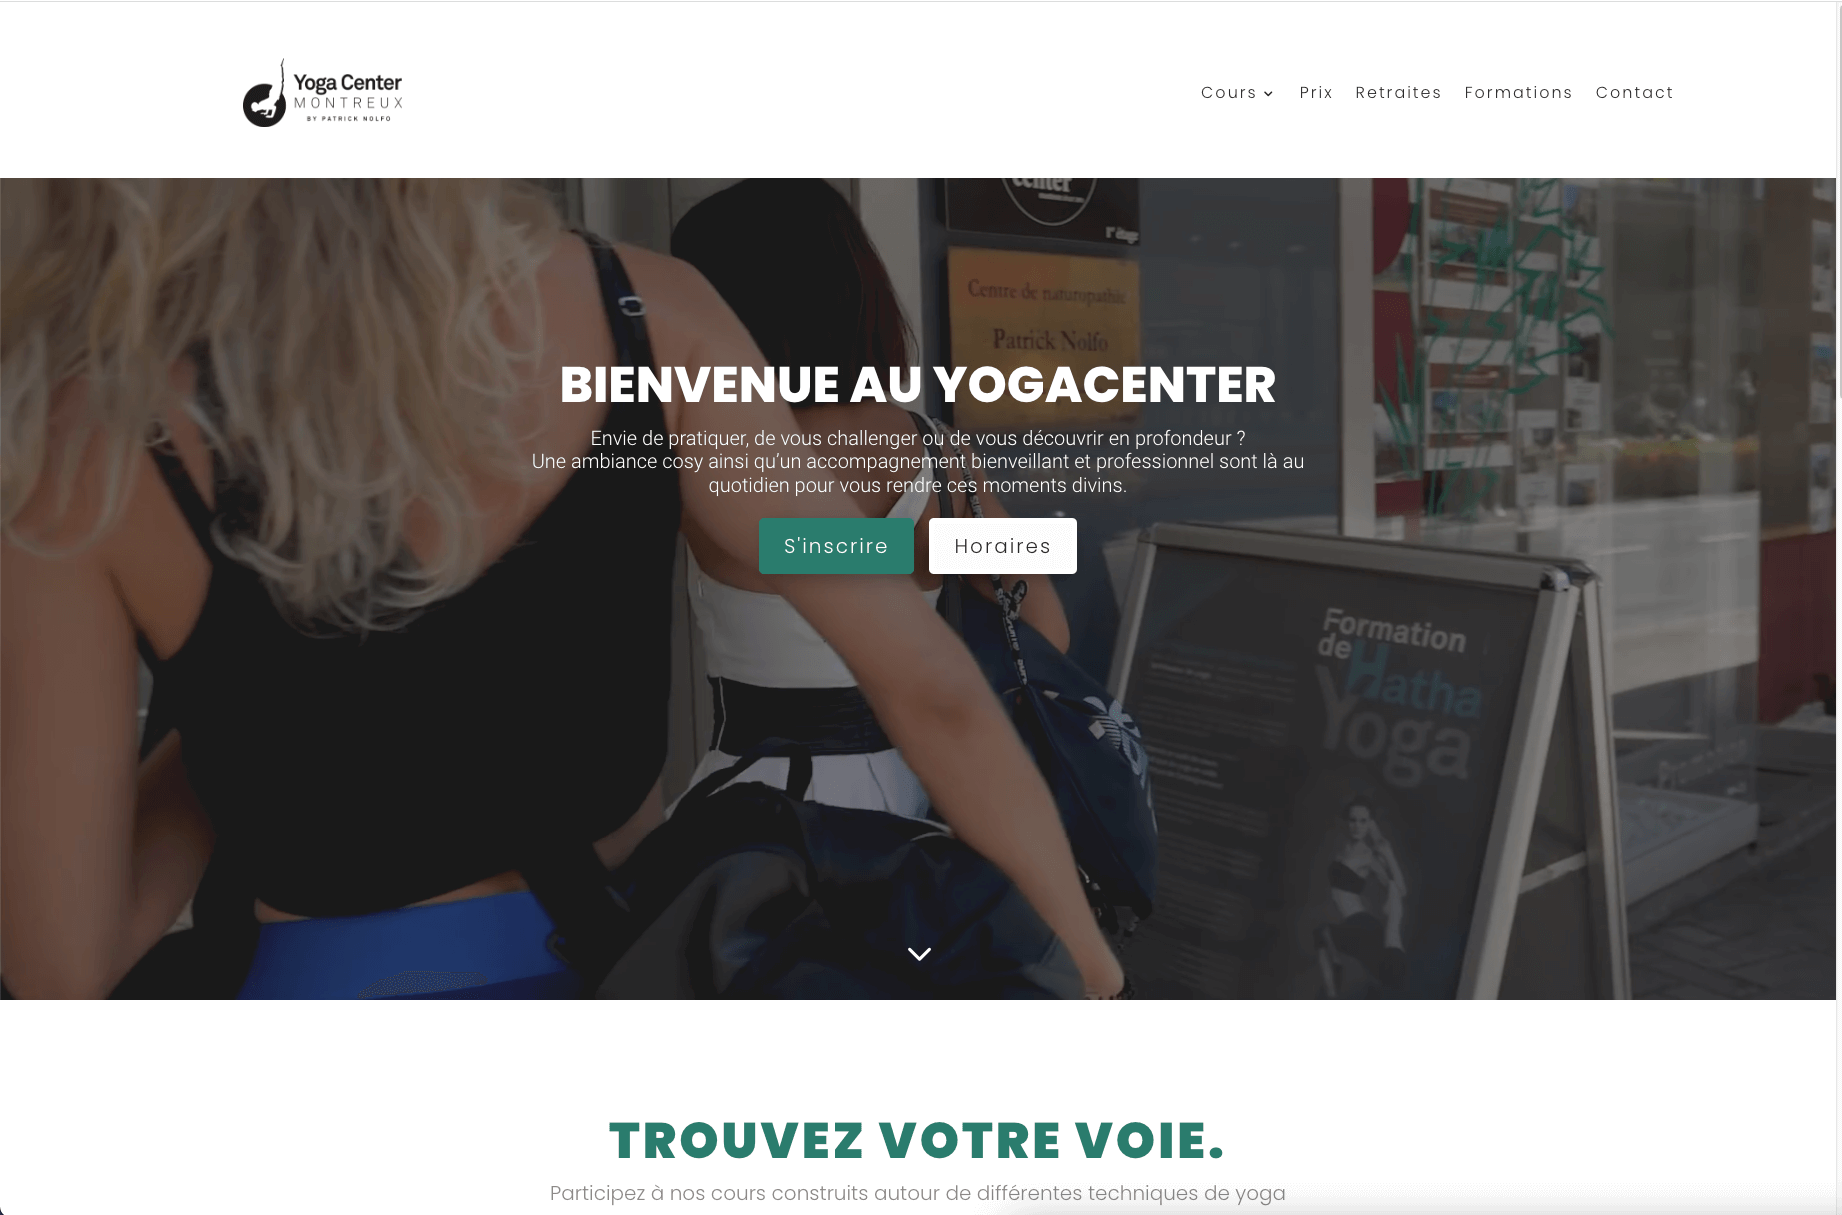 Yoga Center
MONTREUX
BY PATRICK NOLFO
Cours Prix Retraites Formations Contact
center
1er étage
Centre de naturopathie
Patrick Nolfo
BIENVENUE AU YOGACENTER
Envie de pratiquer, de vous challenger ou de vous découvrir en profondeur ?
Une ambiance cosy ainsi qu’un accompagnement bienveillant et professionnel sont là au
quotidien pour vous rendre ces moments divins.
S'inscrire Horaires
Formation
de Hatha
Yoga
TROUVEZ VOTRE VOIE.
Participez à nos cours construits autour de différentes techniques de yoga